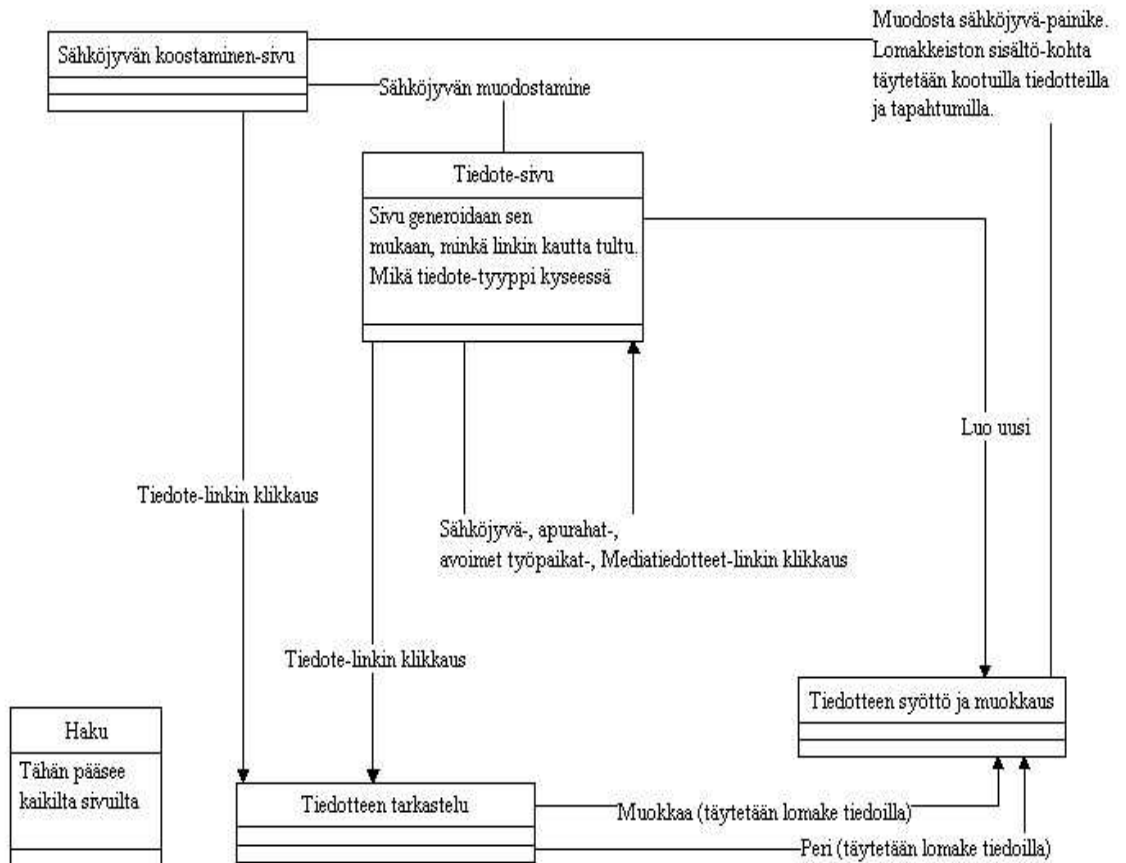 Muodosta sähköjyvä-painike.
Lomakkeiston sisältö-kohta
täytetään kootuilla tiedotteilla
ja tapahtumilla.
Sähköjyvän koostaminen-sivu
Sähköjyvän muodostamine
Tiedote-sivu
Sivu generoidaan sen
mukaan, minkä linkin kautta tultu.
Mikä tiedote-tyyppi kyseessä
Luo uusi
Tiedote-linkin klikkaus
Sähköjyvä-, apurahat-,
avoimet työpaikat-, Mediatiedotteet-linkin klikkaus
Tiedote-linkin klikkaus
Tiedotteen syöttö ja muokkaus
Haku
Tähän pääsee
kaikilta sivuilta
Tiedotteen tarkastelu
Muokkaa (täytetään lomake tiedoilla)
Peri (täytetään lomake tiedoilla)